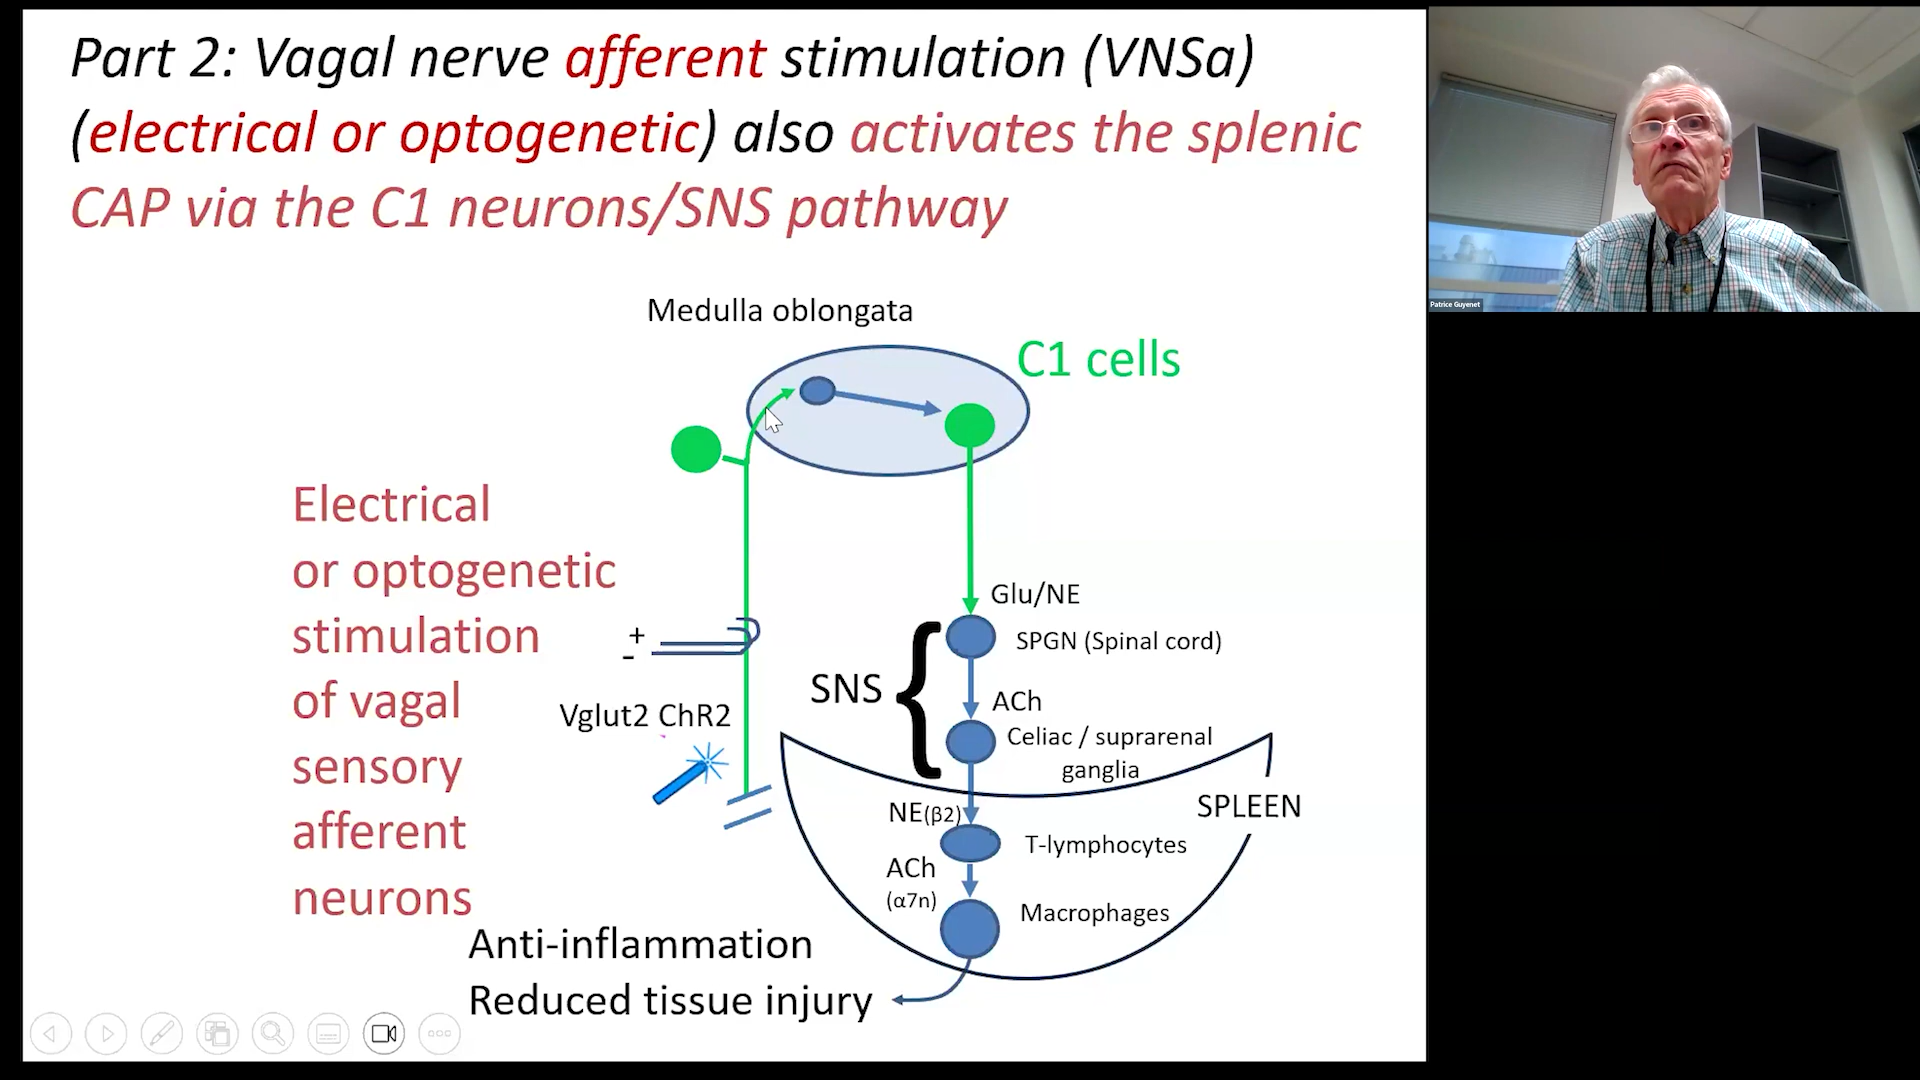 Part 2: Vagal nerve afferent stimulation (VNSa)
(electrical or optogenetic) also activates the splenic
CAP via the C1 neurons/SNS pathway
Patrice Guyenet
Medulla oblongata
C1 cells
Electrical
or optogenetic
stimulation
of vagal
sensory
afferent
neurons
+
-
Vglut2 ChR2
Glu/NE
SPGN (Spinal cord)
SNS {
ACh
Celiac / suprarenal
ganglia
SPLEEN
NE(β2)
T-lymphocytes
ACh
(α7n)
Macrophages
Anti-inflammation
Reduced tissue injury